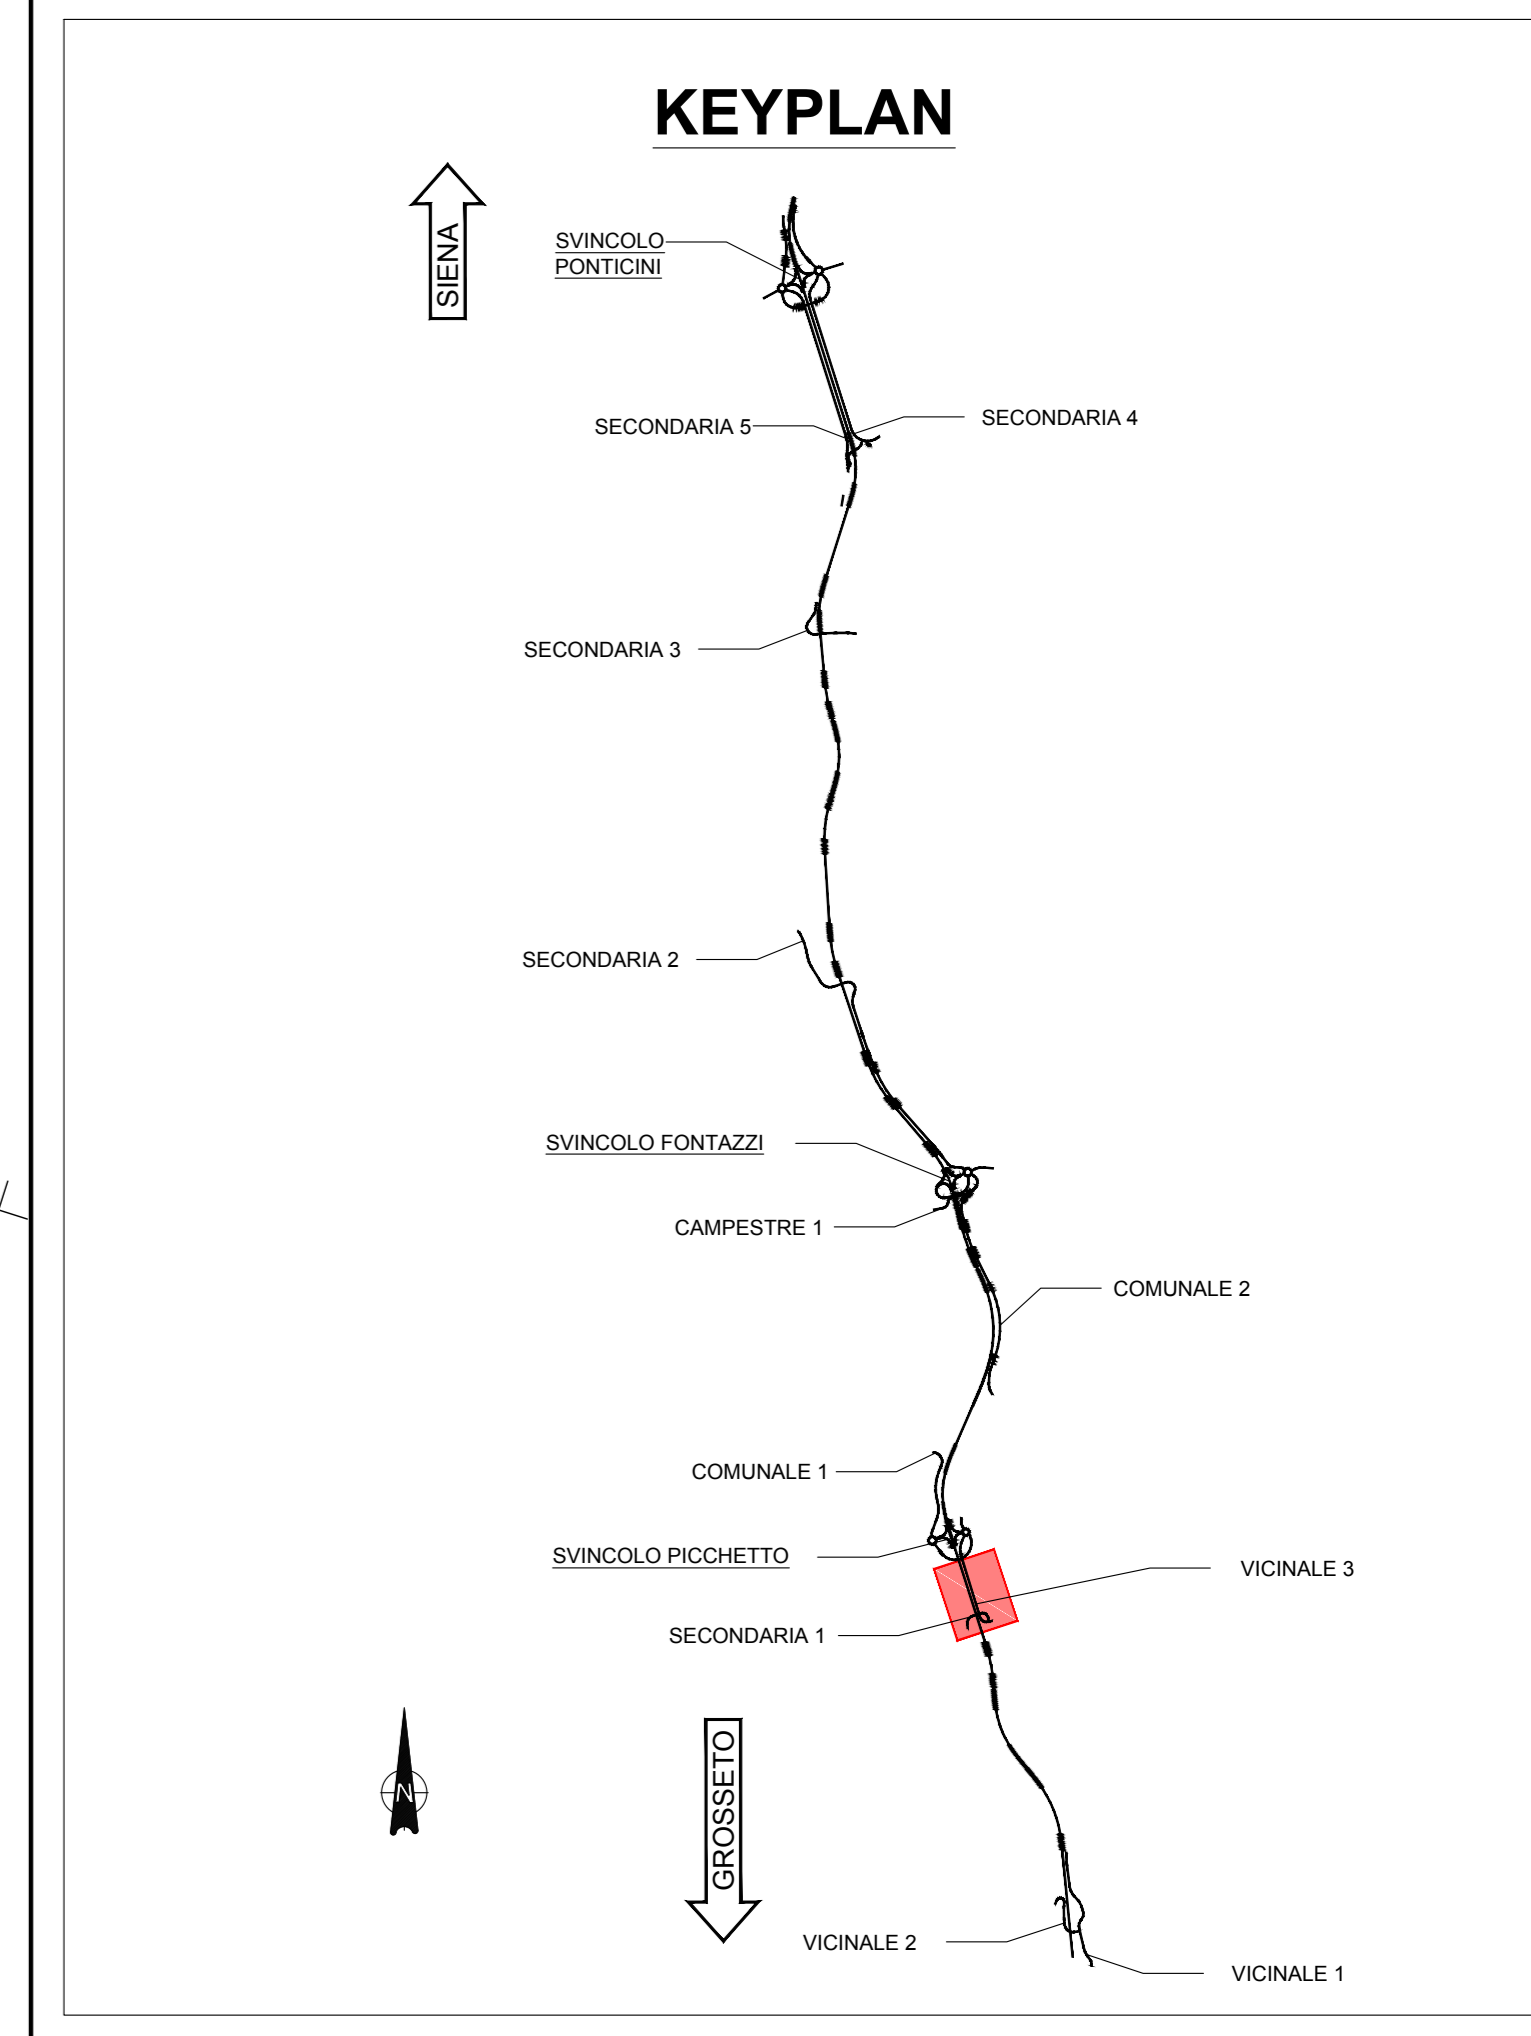 KEYPLAN
SIENA
SVINCOLO
PONTICINI
SECONDARIA 4
SECONDARIA 5
SECONDARIA 3
SECONDARIA 2
SVINCOLO FONTAZZI
CAMPESTRE 1
COMUNALE 2
COMUNALE 1
SVINCOLO PICCHETTO
VICINALE 3
SECONDARIA 1
N
GROSSETO
VICINALE 2
VICINALE 1